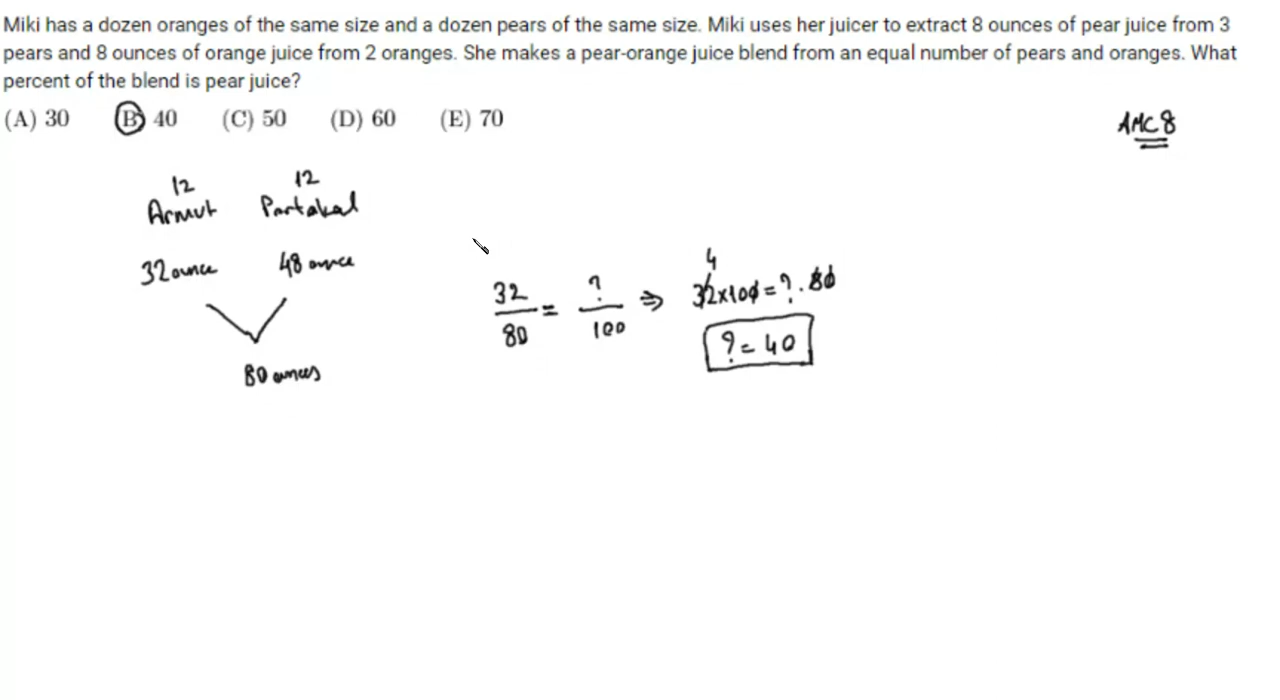 Miki has a dozen oranges of the same size and a dozen pears of the same size. Miki uses her juicer to extract 8 ounces of pear juice from 3
pears and 8 ounces of orange juice from 2 oranges. She makes a pear-orange juice blend from an equal number of pears and oranges. What
percent of the blend is pear juice?
(A) 30 (B) 40 (C) 50 (D) 60 (E) 70
AMC8
12 12
Armut Portakal
32 ounce 48 ounce
80 ounces
32/80 = ?/100 ⇒ 32x100 = ?.80
4
?= 40